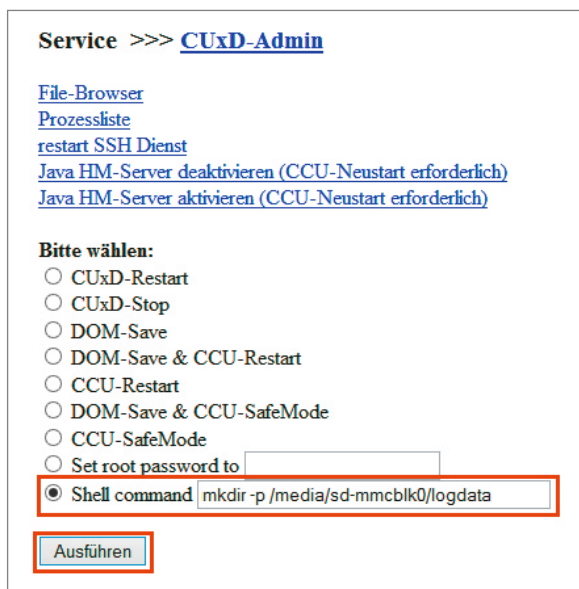 Service >>> CUxD-Admin
File-Browser
Prozessliste
restart SSH Dienst
Java HM-Server deaktivieren (CCU-Neustart erforderlich)
Java HM-Server aktivieren (CCU-Neustart erforderlich)
Bitte wählen:
CUxD-Restart
CUxD-Stop
DOM-Save
DOM-Save & CCU-Restart
CCU-Restart
DOM-Save & CCU-SafeMode
CCU-SafeMode
Set root password to
Shell command mkdir -p /media/sd-mmcblk0/logdata
Ausführen